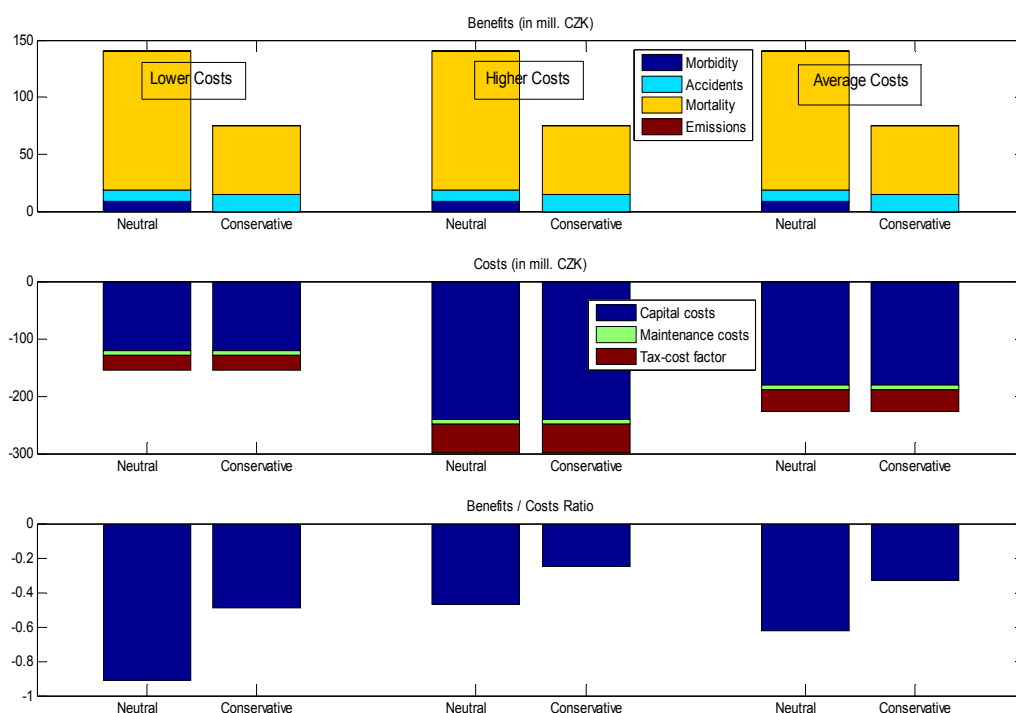 Benefits (in mill. CZK)
150
100
50
0
Lower Costs
Higher Costs
Average Costs
Morbidity
Accidents
Mortality
Emissions
Neutral Conservative Neutral Conservative Neutral Conservative
Costs (in mill. CZK)
0
-100
-200
-300
Capital costs
Maintenance costs
Tax-cost factor
Neutral Conservative Neutral Conservative Neutral Conservative
Benefits / Costs Ratio
0
-0.2
-0.4
-0.6
-0.8
-1
Neutral Conservative Neutral Conservative Neutral Conservative